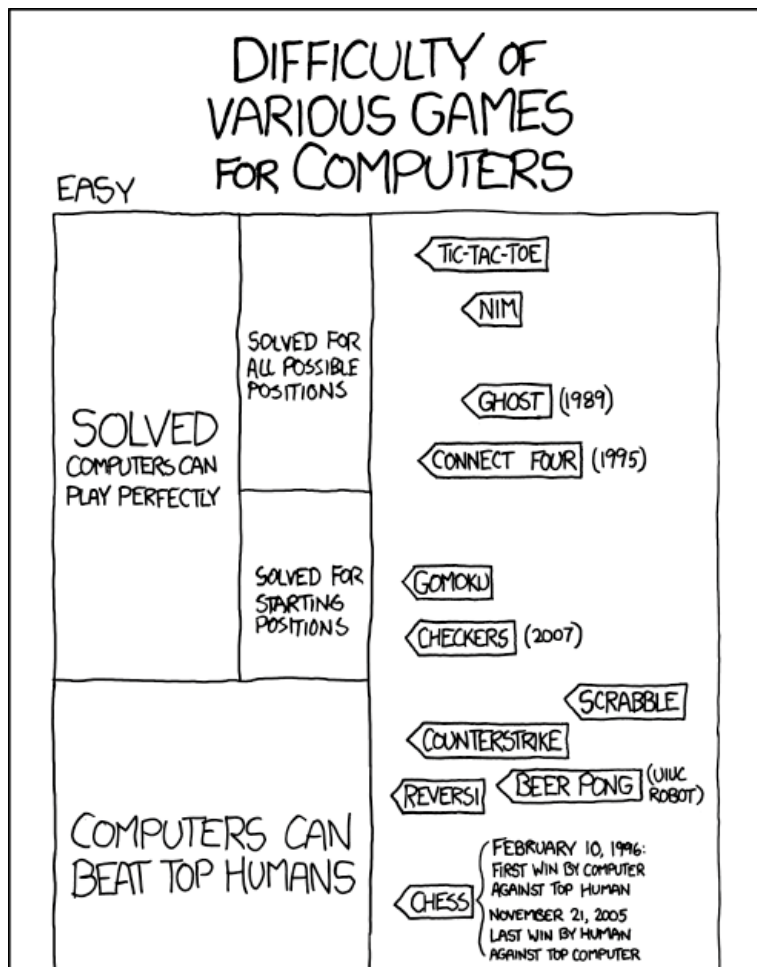 DIFFICULTY OF
VARIOUS GAMES
FOR COMPUTERS
EASY
SOLVED
COMPUTERS CAN
PLAY PERFECTLY
SOLVED FOR
ALL POSSIBLE
POSITIONS
TIC-TAC-TOE
NIM
GHOST (1989)
CONNECT FOUR (1995)
SOLVED FOR
STARTING
POSITIONS
GOMOKU
CHECKERS (2007)
COMPUTERS CAN
BEAT TOP HUMANS
SCRABBLE
COUNTERSTRIKE
REVERSI
BEER PONG (UIUC
ROBOT)
CHESS
FEBRUARY 10, 1996:
FIRST WIN BY COMPUTER
AGAINST TOP HUMAN
NOVEMBER 21, 2005
LAST WIN BY HUMAN
AGAINST TOP COMPUTER